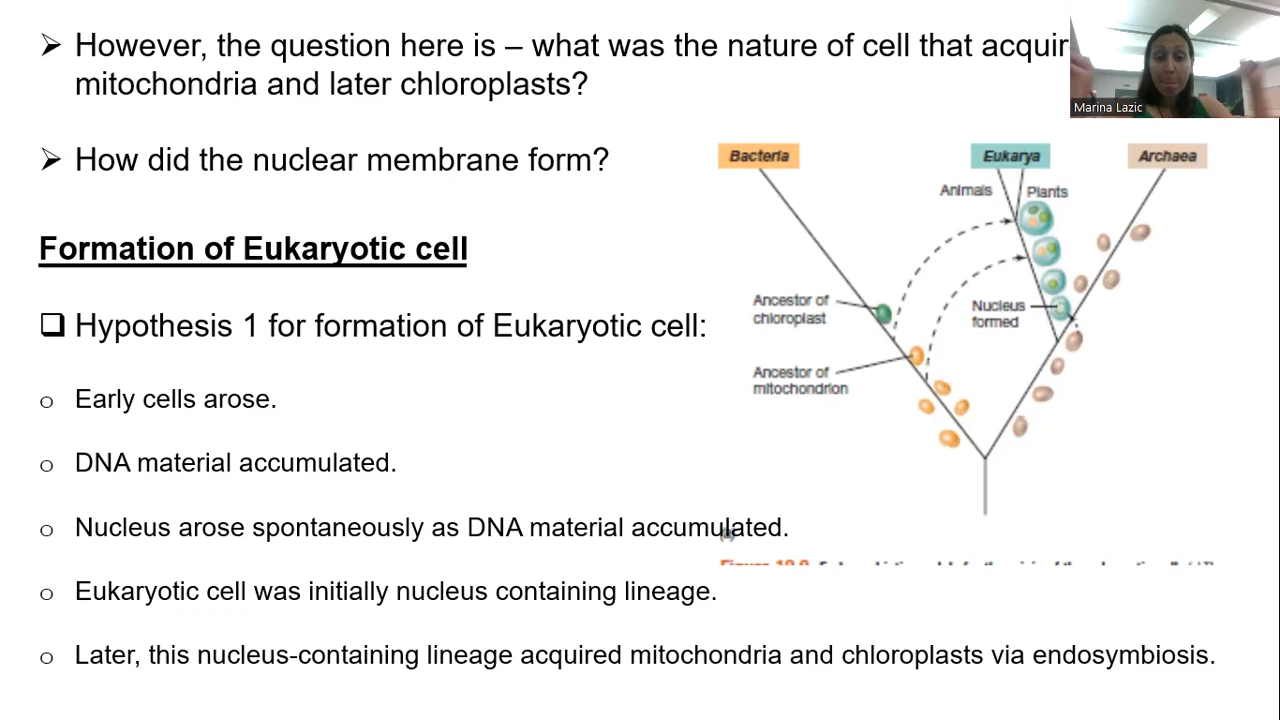 ➢ However, the question here is – what was the nature of cell that acquir
mitochondria and later chloroplasts?
➢ How did the nuclear membrane form?
Formation of Eukaryotic cell
❑ Hypothesis 1 for formation of Eukaryotic cell:
o Early cells arose.
o DNA material accumulated.
o Nucleus arose spontaneously as DNA material accumulated.
o Eukaryotic cell was initially nucleus containing lineage.
o Later, this nucleus-containing lineage acquired mitochondria and chloroplasts via endosymbiosis.
Marina Lazic
Bacteria
Eukarya
Archaea
Animals
Plants
Ancestor of
chloroplast
Nucleus
formed
Ancestor of
mitochondrion